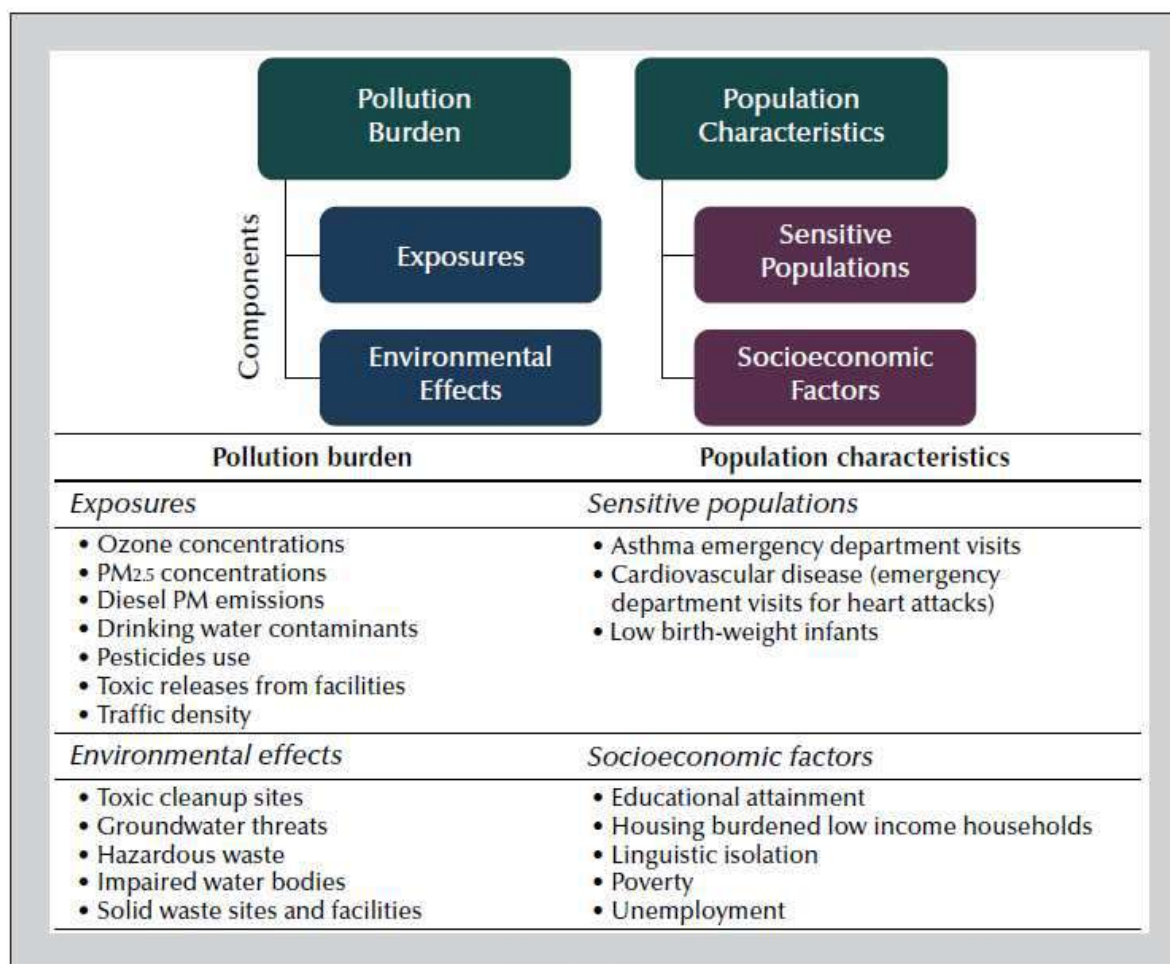 Pollution
Burden
Population
Characteristics
Components
Exposures
Sensitive
Populations
Environmental
Effects
Socioeconomic
Factors
Pollution burden
Population characteristics
Exposures
• Ozone concentrations
• PM2.5 concentrations
• Diesel PM emissions
• Drinking water contaminants
• Pesticides use
• Toxic releases from facilities
• Traffic density
Sensitive populations
• Asthma emergency department visits
• Cardiovascular disease (emergency
department visits for heart attacks)
• Low birth-weight infants
Environmental effects
• Toxic cleanup sites
• Groundwater threats
• Hazardous waste
• Impaired water bodies
• Solid waste sites and facilities
Socioeconomic factors
• Educational attainment
• Housing burdened low income households
• Linguistic isolation
• Poverty
• Unemployment